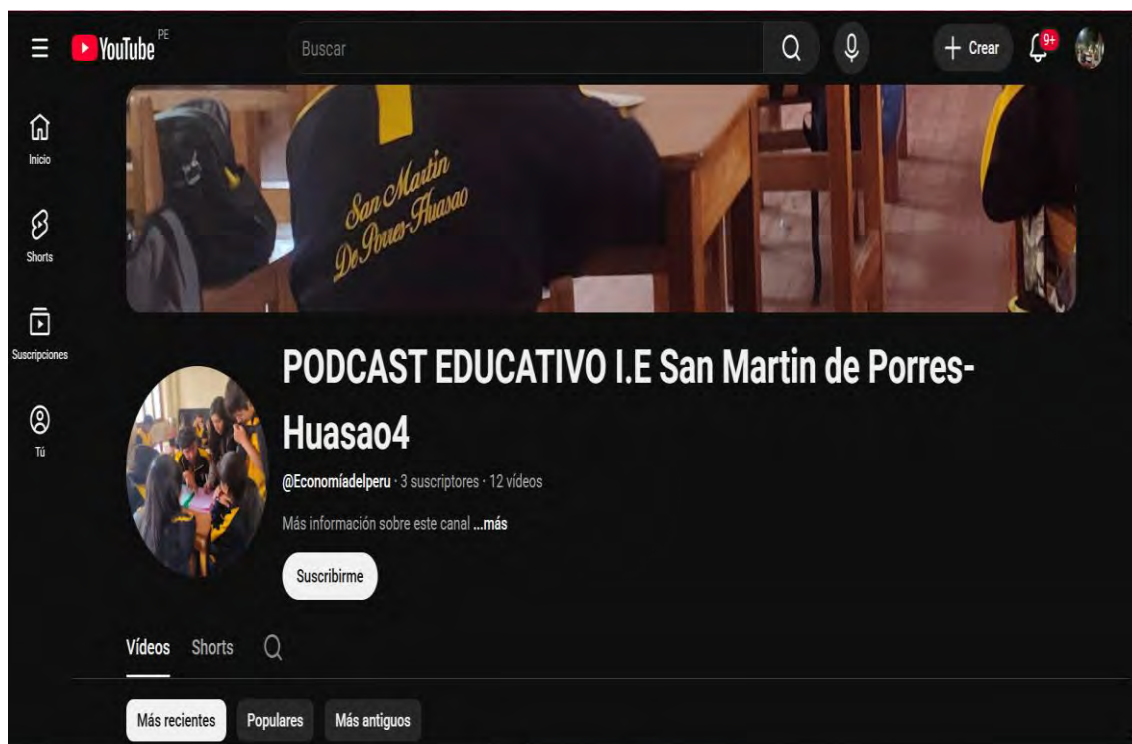 YouTube PE
Buscar
Crear
9+
Inicio
Shorts
Suscripciones
Tú
San Martin
De Porres-Huasao
PODCAST EDUCATIVO I.E San Martin de Porres-
Huasao4
@Economíadelperu · 3 suscriptores · 12 vídeos
Más información sobre este canal ...más
Suscribirme
Vídeos Shorts
Más recientes Populares Más antiguos